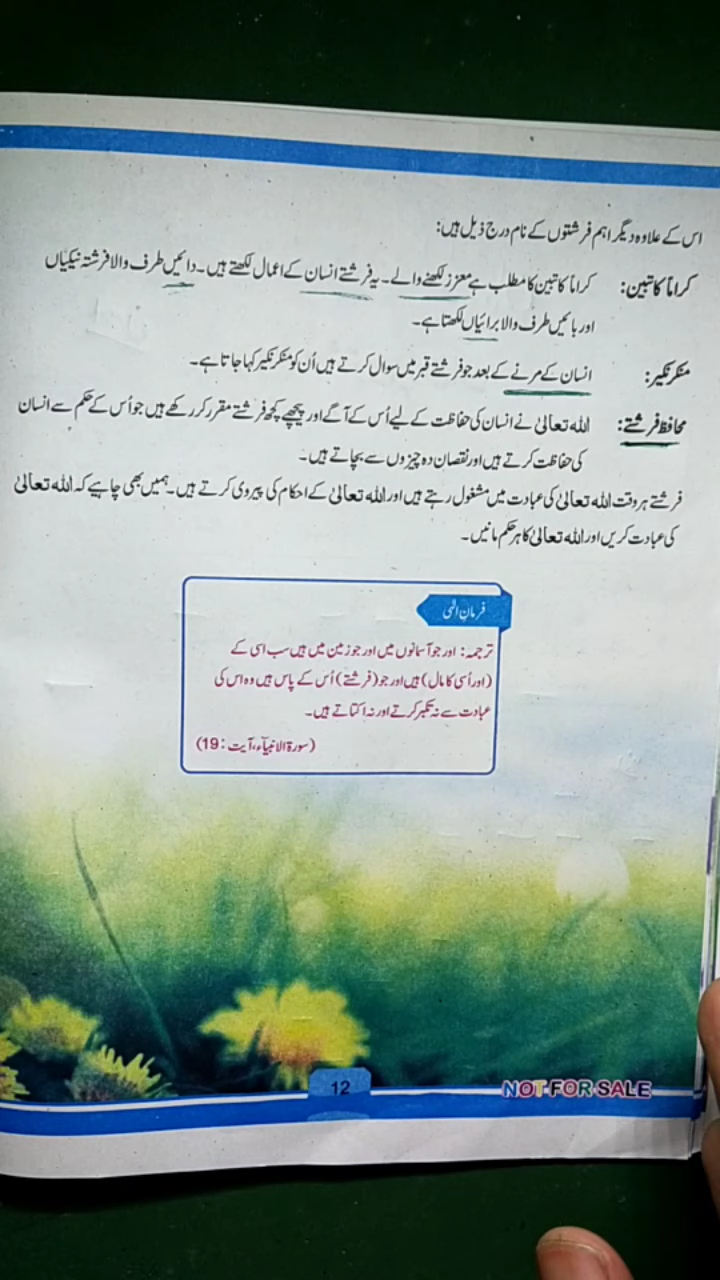 اس کے علاوہ دیگر اہم فرشتوں کے نام درج ذیل ہیں:
کراماً کاتبین: کراماً کاتبین کا مطلب ہے معزز لکھنے والے۔ یہ فرشتے انسان کے اعمال لکھتے ہیں۔ دائیں طرف والا فرشتہ نیکیاں
اور بائیں طرف والا برائیاں لکھتا ہے۔
منکر نکیر: انسان کے مرنے کے بعد جو فرشتے قبر میں سوال کرتے ہیں اُن کو منکر نکیر کہا جاتا ہے۔
محافظ فرشتے: اللہ تعالیٰ نے انسان کی حفاظت کے لیے اُس کے آگے اور پیچھے کچھ فرشتے مقرر کر رکھے ہیں جو اُس کے حکم سے انسان
کی حفاظت کرتے ہیں اور نقصان دہ چیزوں سے بچاتے ہیں۔
فرشتے ہر وقت اللہ تعالیٰ کی عبادت میں مشغول رہتے ہیں اور اللہ تعالیٰ کے احکام کی پیروی کرتے ہیں۔ ہمیں بھی چاہیے کہ اللہ تعالیٰ
کی عبادت کریں اور اللہ تعالیٰ کا ہر حکم مانیں۔
فرمانِ الٰہی
ترجمہ: اور جو آسمانوں میں اور جو زمین میں ہیں سب اسی کے
(اور اُسی کا مال) ہیں اور جو (فرشتے) اُس کے پاس ہیں وہ اس کی
عبادت سے نہ تکبر کرتے اور نہ اکتاتے ہیں۔
(سورۃ الانبیآء، آیت: 19)
12
NOT FOR SALE